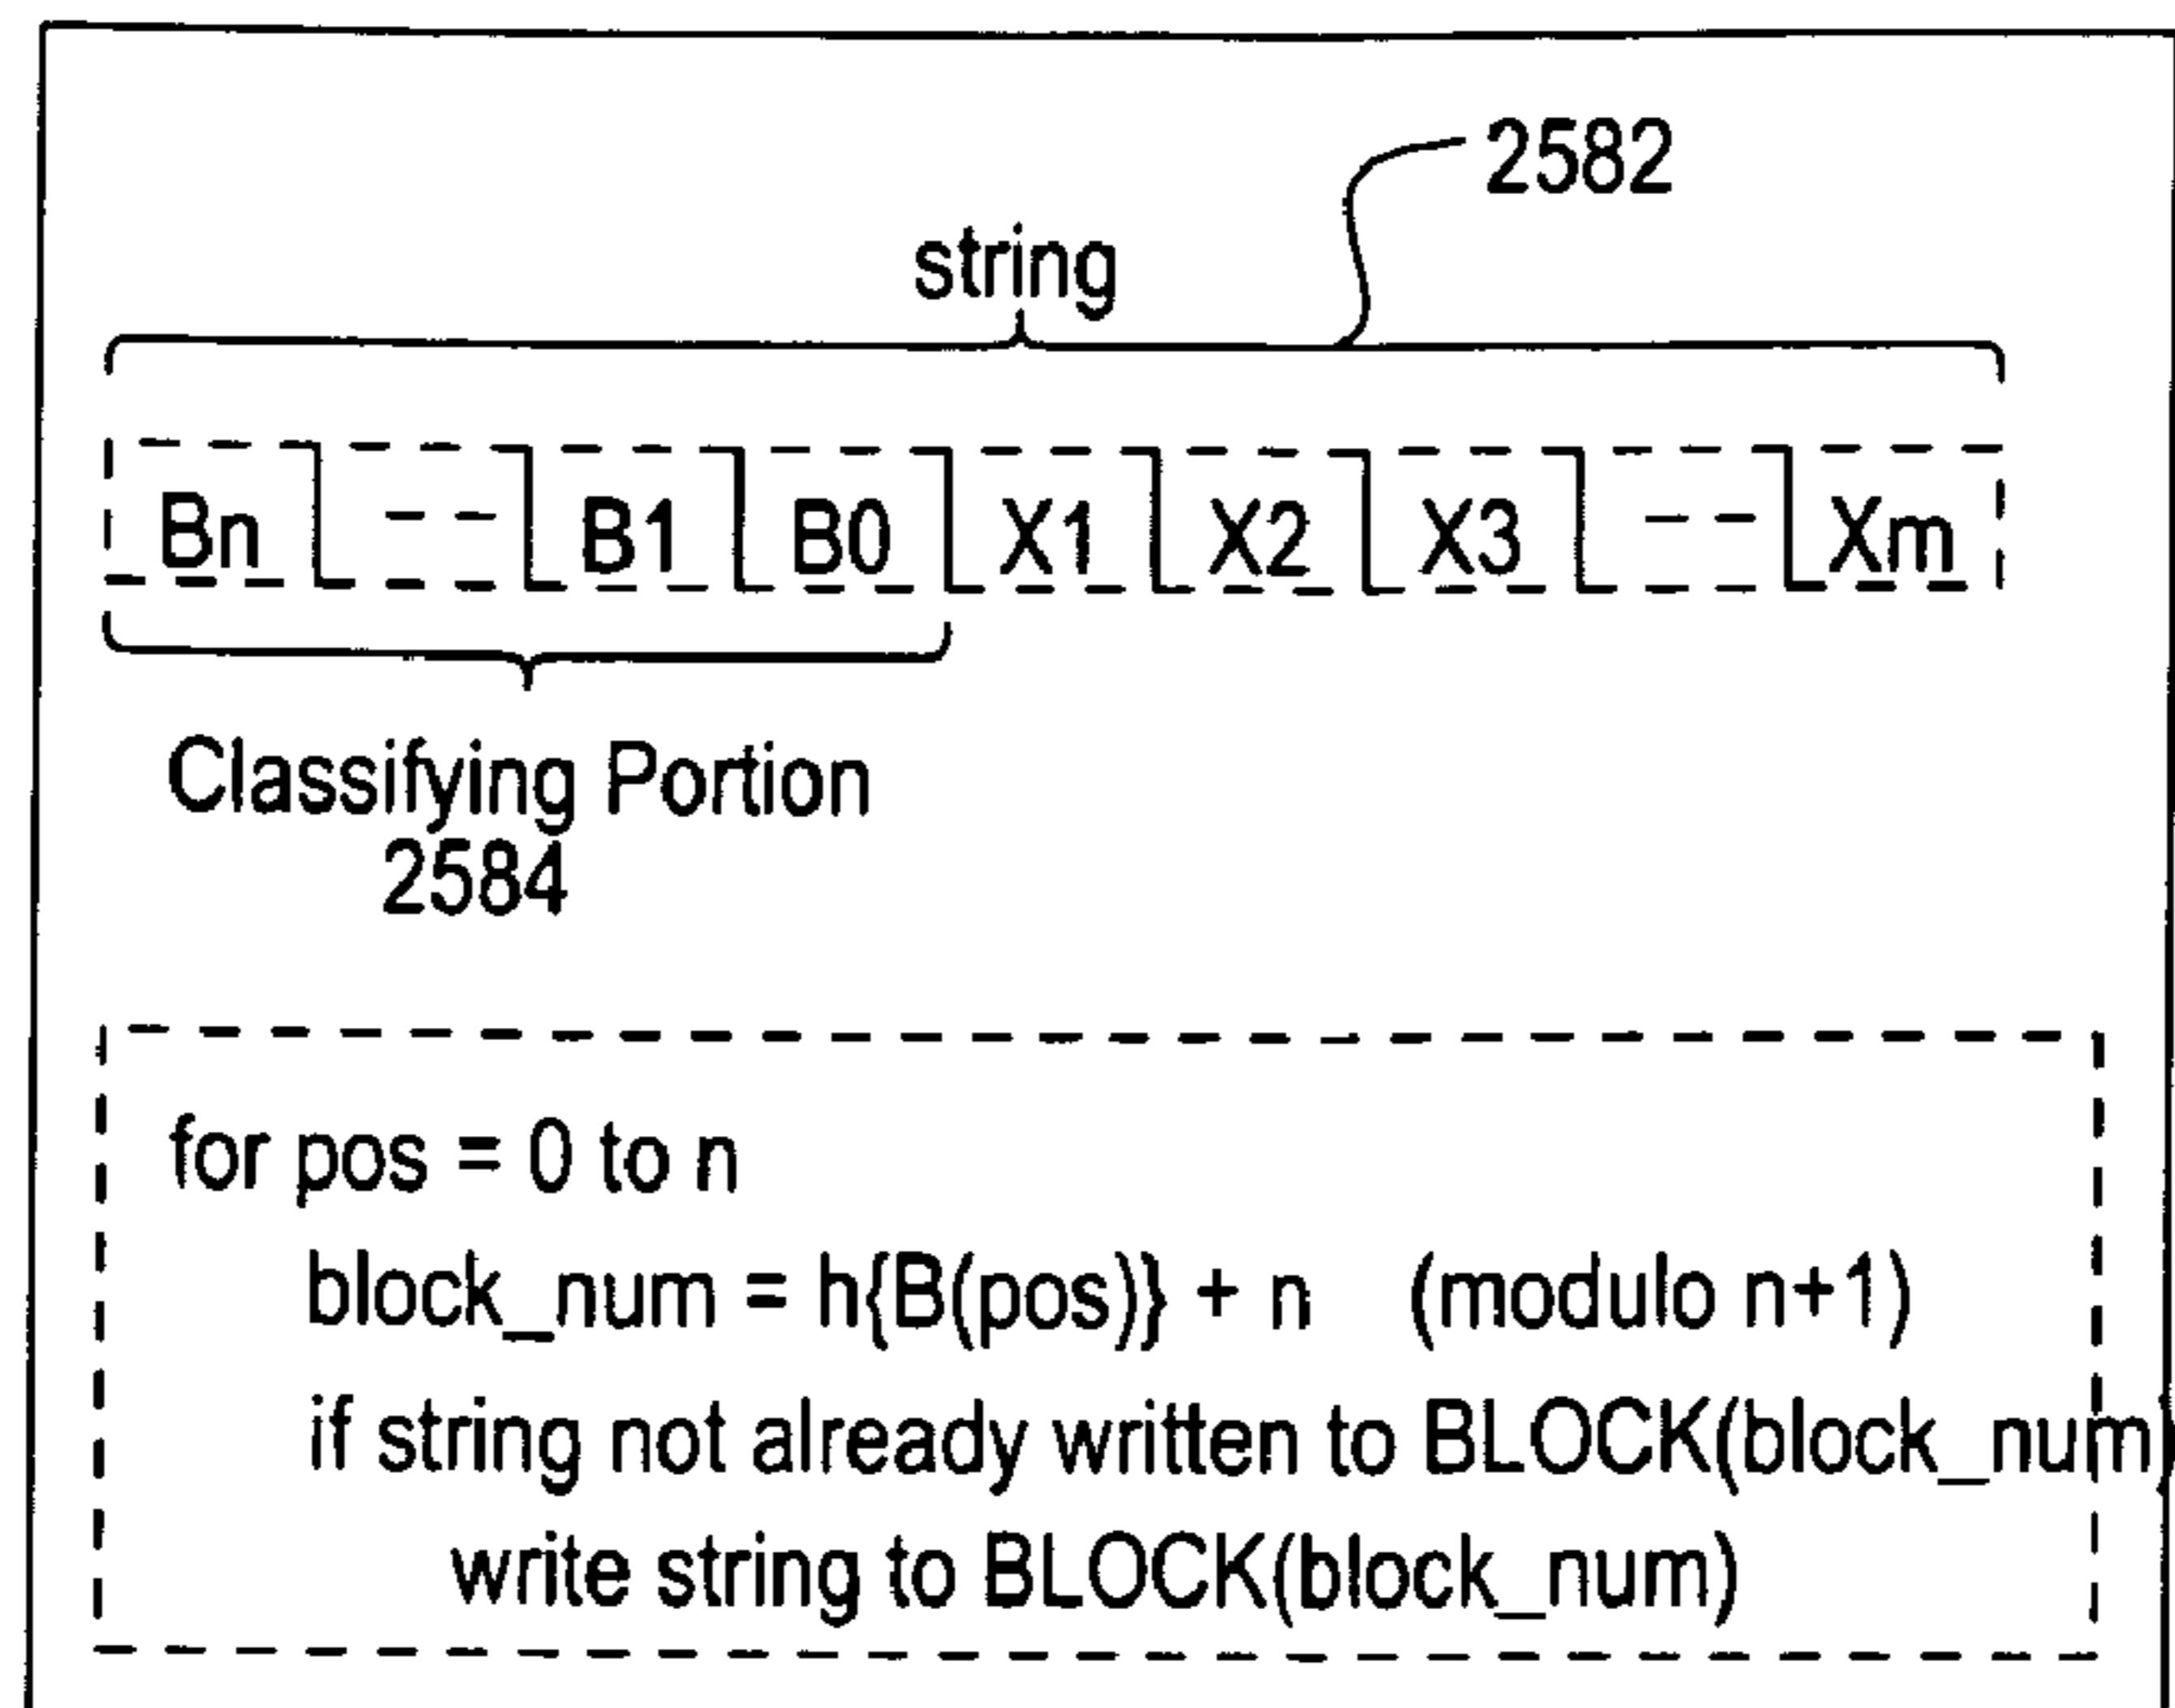 2582
string
Bn -- B1 B0 X1 X2 X3 -- Xm
Classifying Portion
2584
for pos = 0 to n
block_num = h{B(pos)} + n (modulo n+1)
if string not already written to BLOCK(block_num)
write string to BLOCK(block_num)